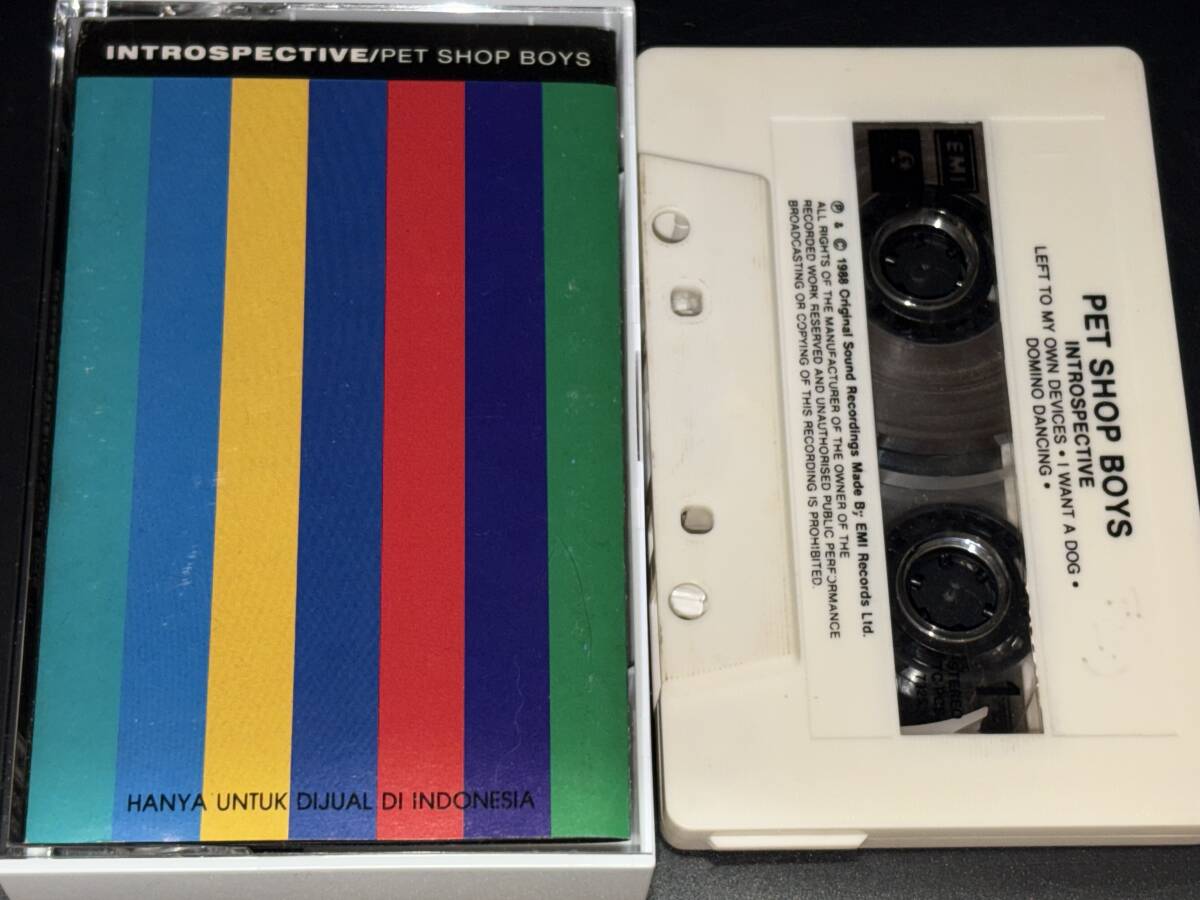 INTROSPECTIVE/PET SHOP BOYS
HANYA UNTUK DIJUAL DI INDONESIA
PET SHOP BOYS
INTROSPECTIVE
LEFT TO MY OWN DEVICES • I WANT A DOG •
DOMINO DANCING •
EMI
STEREO
1
℗ & © 1988 Original Sound Recordings Made By; EMI Records Ltd.
ALL RIGHTS OF THE MANUFACTURER OF THE OWNER OF THE
RECORDED WORK RESERVED AND UNAUTHORISED PUBLIC PERFORMANCE
BROADCASTING OR COPYING OF THIS RECORDING IS PROHIBITED.